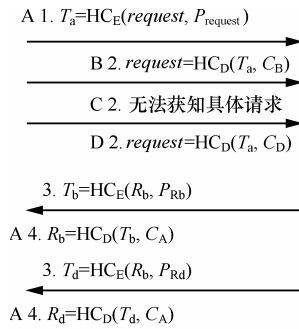 A 1. Ta=HCE(request, Prequest)
B 2. request=HCD(Ta, CB)
C 2. 无法获知具体请求
D 2. request=HCD(Ta, CD)
3. Tb=HCE(Rb, PRb)
A 4. Rb=HCD(Tb, CA)
3. Td=HCE(Rb, PRd)
A 4. Rd=HCD(Td, CA)